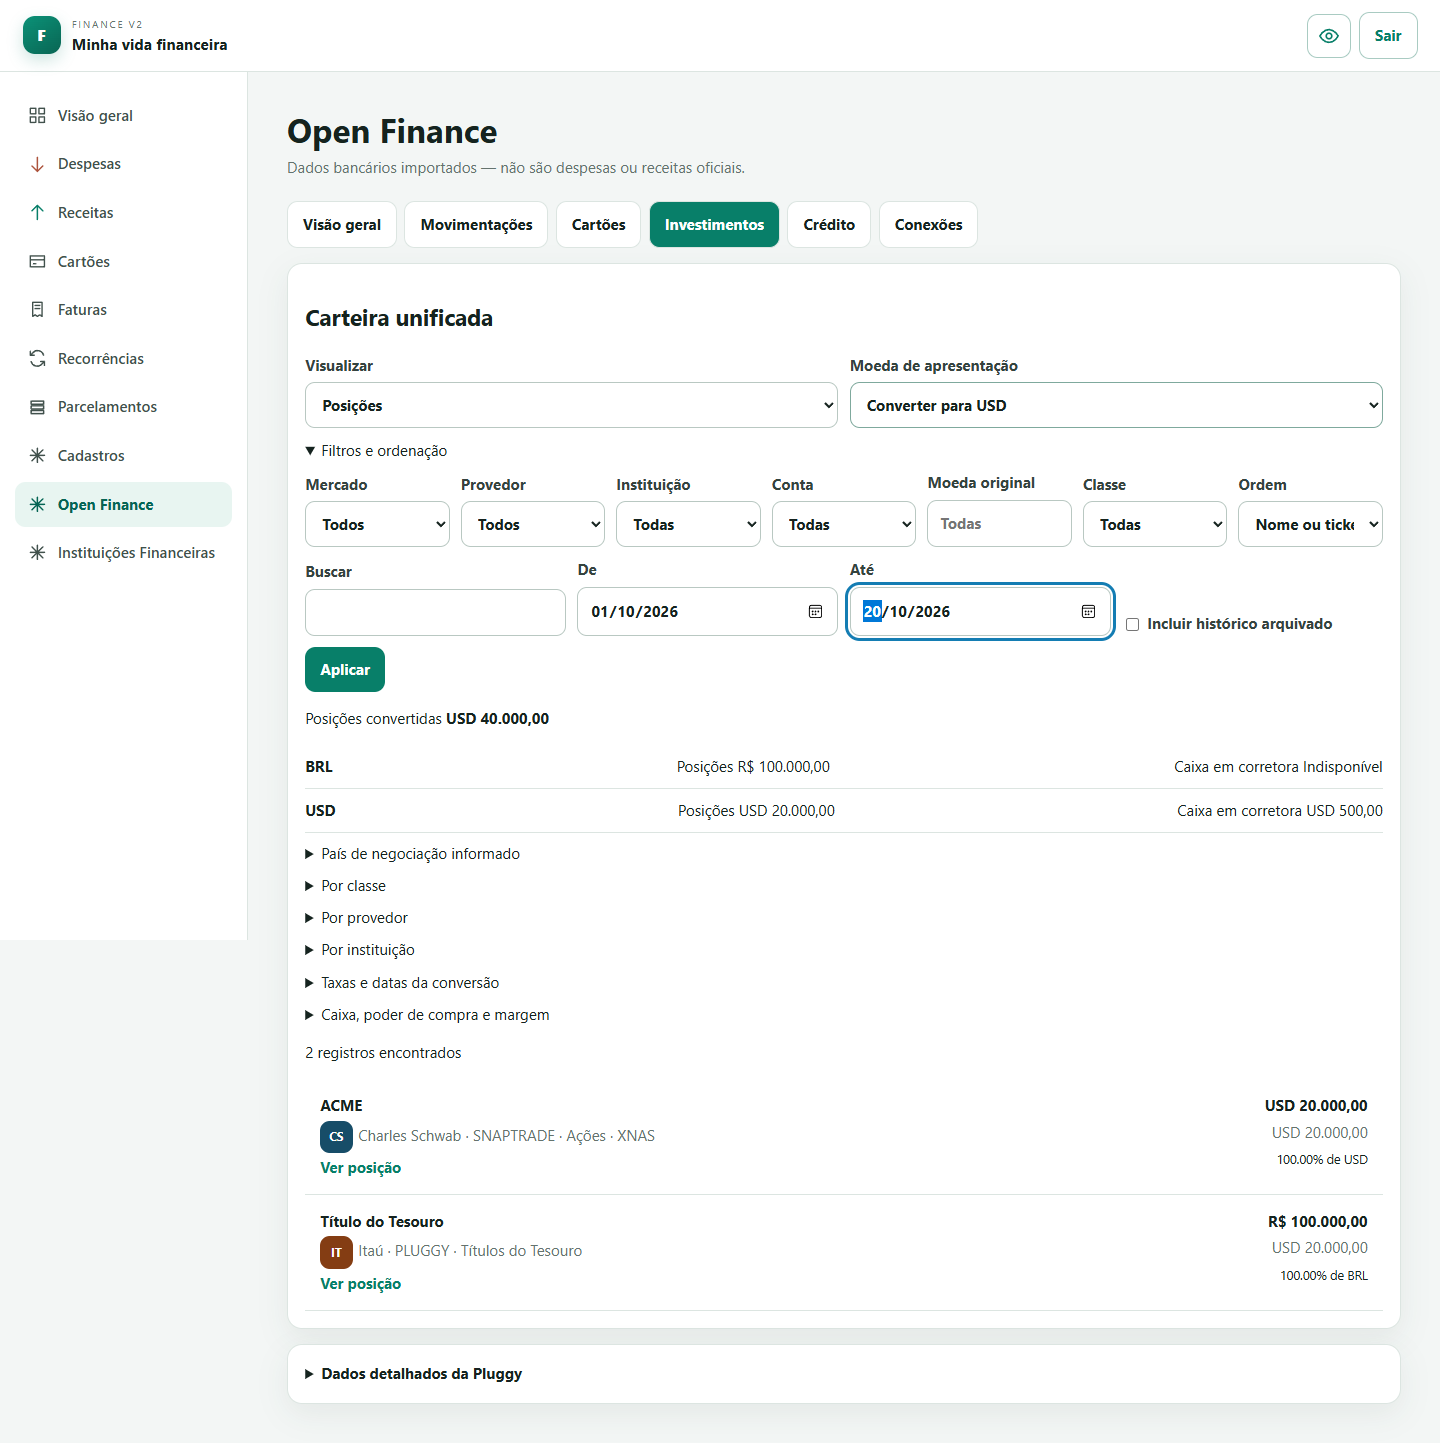 F
FINANCE V2
Minha vida financeira
Sair
Visão geral
Despesas
Receitas
Cartões
Faturas
Recorrências
Parcelamentos
Cadastros
Open Finance
Instituições Financeiras
Open Finance
Dados bancários importados — não são despesas ou receitas oficiais.
Visão geral
Movimentações
Cartões
Investimentos
Crédito
Conexões
Carteira unificada
Visualizar
Moeda de apresentação
Posições
Converter para USD
Filtros e ordenação
Mercado
Provedor
Instituição
Conta
Moeda original
Classe
Ordem
Todos
Todos
Todas
Todas
Todas
Todas
Nome ou ticke
Buscar
De
Até
01/10/2026
20/10/2026
Incluir histórico arquivado
Aplicar
Posições convertidas USD 40.000,00
BRL Posições R$ 100.000,00 Caixa em corretora Indisponível
USD Posições USD 20.000,00 Caixa em corretora USD 500,00
País de negociação informado
Por classe
Por provedor
Por instituição
Taxas e datas da conversão
Caixa, poder de compra e margem
2 registros encontrados
ACME
USD 20.000,00
CS Charles Schwab · SNAPTRADE · Ações · XNAS
USD 20.000,00
100.00% de USD
Ver posição
Título do Tesouro
R$ 100.000,00
IT Itaú · PLUGGY · Títulos do Tesouro
USD 20.000,00
100.00% de BRL
Ver posição
Dados detalhados da Pluggy